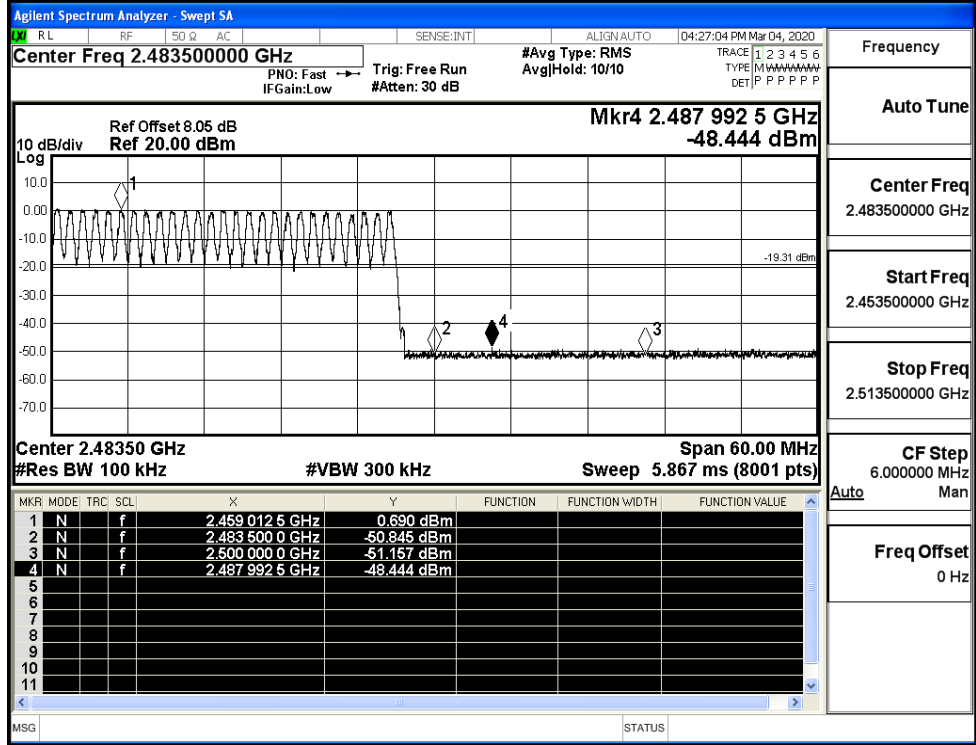 Agilent Spectrum Analyzer - Swept SA
LXI RL RF 50 Ω AC SENSE:INT ALIGN AUTO 04:27:04 PM Mar 04, 2020
Center Freq 2.483500000 GHz
PNO: Fast
IFGain:Low
Trig: Free Run
#Atten: 30 dB
#Avg Type: RMS
Avg|Hold: 10/10
TRACE 1 2 3 4 5 6
TYPE M W W W W W
DET P P P P P P
Frequency
Auto Tune
Center Freq
2.483500000 GHz
Start Freq
2.453500000 GHz
Stop Freq
2.513500000 GHz
CF Step
6.000000 MHz
Auto Man
Freq Offset
0 Hz
Mkr4 2.487 992 5 GHz
-48.444 dBm
Ref Offset 8.05 dB
10 dB/div Ref 20.00 dBm
Log
10.0
0.00
-10.0
-20.0
-30.0
-40.0
-50.0
-60.0
-70.0
1
2
4
3
-19.31 dBm
Center 2.48350 GHz Span 60.00 MHz
#Res BW 100 kHz #VBW 300 kHz Sweep 5.867 ms (8001 pts)
MKR MODE TRC SCL X Y FUNCTION FUNCTION WIDTH FUNCTION VALUE
1 N f 2.459 012 5 GHz 0.690 dBm
2 N f 2.483 500 0 GHz -50.845 dBm
3 N f 2.500 000 0 GHz -51.157 dBm
4 N f 2.487 992 5 GHz -48.444 dBm
5
6
7
8
9
10
11
MSG STATUS